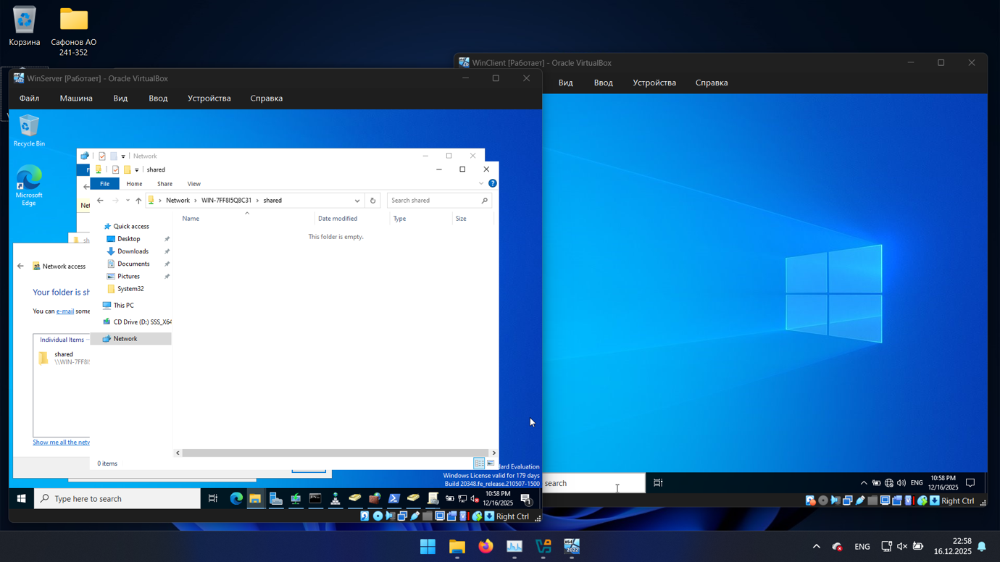 Корзина
Сафонов АО
241-352
WinClient [Работает] - Oracle VirtualBox
Вид
Ввод
Устройства
Справка
WinServer [Работает] - Oracle VirtualBox
Файл
Машина
Вид
Ввод
Устройства
Справка
Recycle Bin
Microsoft
Edge
Network
shared
File
Home
Share
View
Network
WIN-7FF8I5Q8C31
shared
Search shared
Name
Date modified
Type
Size
This folder is empty.
Quick access
Desktop
Downloads
Documents
Pictures
System32
This PC
CD Drive (D:) SSS_X64
Network
0 items
Network access
Your folder is sh
You can e-mail some
Individual Items
shared
\\WIN-7FF8I5
Show me all the netw
dard Evaluation
Windows License valid for 179 days
Build 20348.fe_release.210507-1500
Type here to search
10:58 PM
12/16/2025
1
Right Ctrl
search
ENG
10:58 PM
12/16/2025
Right Ctrl
X64
2022
ENG
22:58
16.12.2025